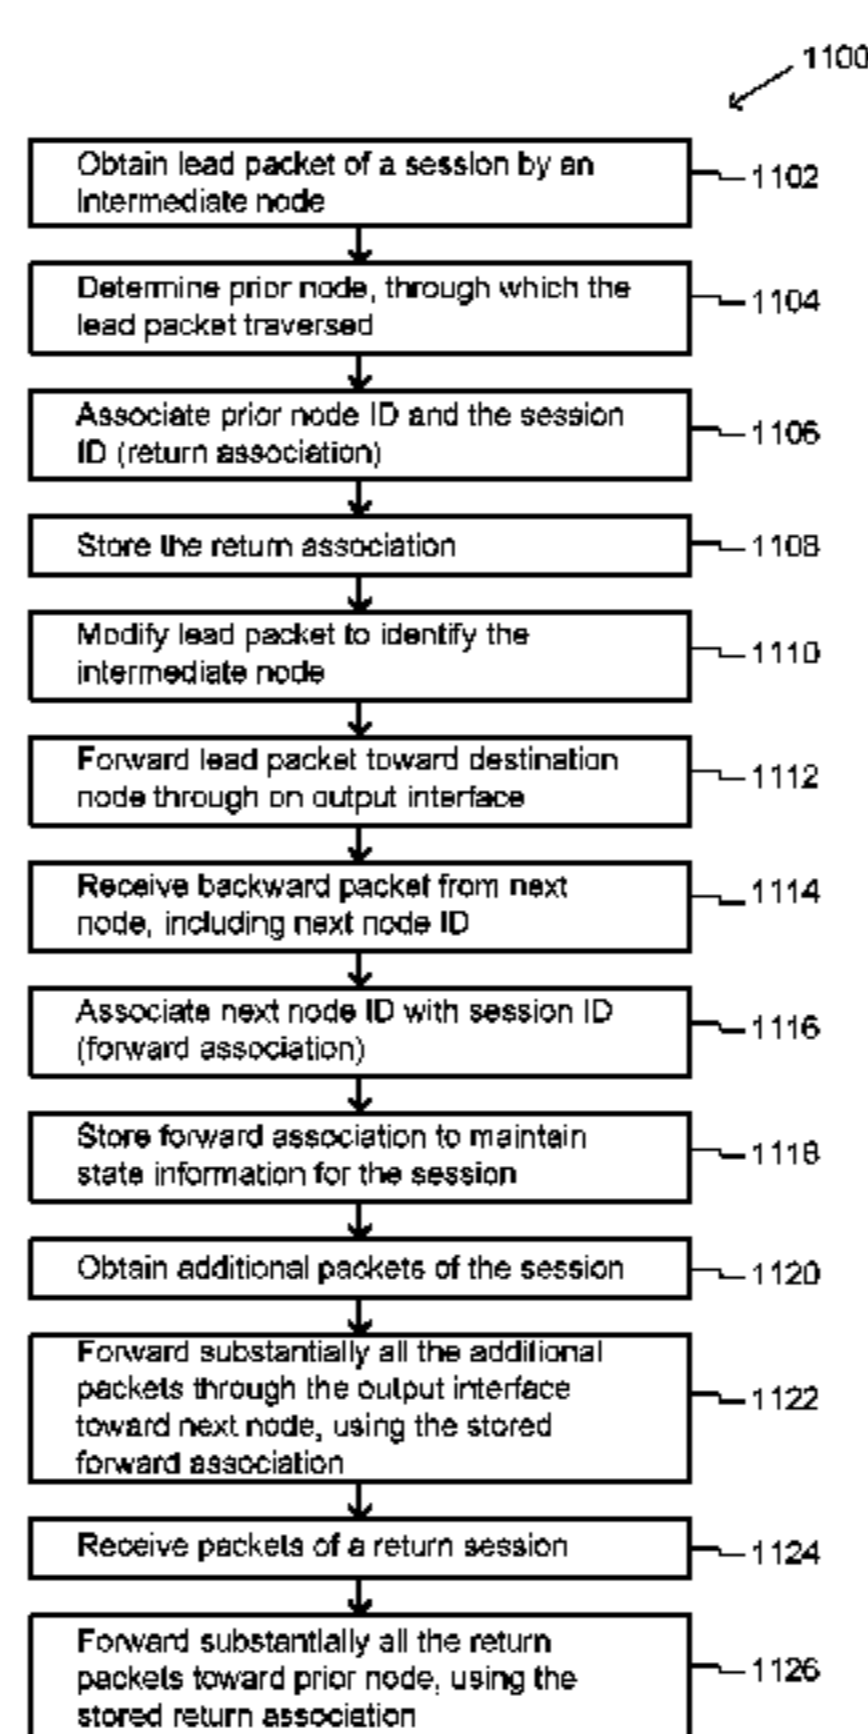 1100
Obtain lead packet of a session by an
intermediate node
1102
Determine prior node, through which the
lead packet traversed
1104
Associate prior node ID and the session
ID (return association)
1106
Store the return association
1108
Modify lead packet to identify the
intermediate node
1110
Forward lead packet toward destination
node through on output interface
1112
Receive backward packet from next
node, including next node ID
1114
Associate next node ID with session ID
(forward association)
1116
Store forward association to maintain
state information for the session
1118
Obtain additional packets of the session
1120
Forward substantially all the additional
packets through the output interface
toward next node, using the stored
forward association
1122
Receive packets of a return session
1124
Forward substantially all the return
packets toward prior node, using the
stored return association
1126